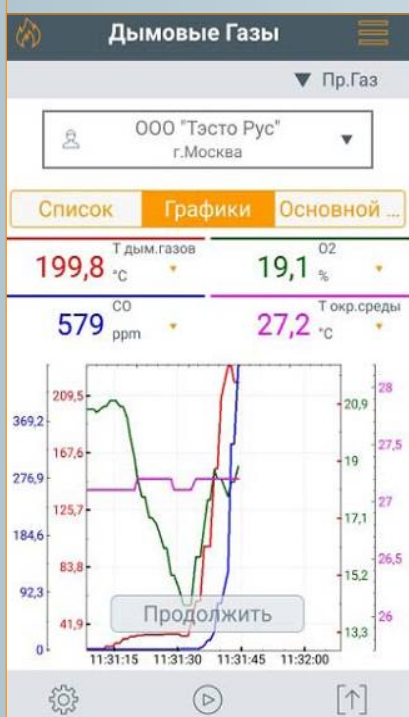 Дымовые Газы
Пр.Газ
ООО "Тэсто Рус"
г.Москва
Список Графики Основной ...
Т дым.газов O2
199,8 °C 19,1 %
CO Т окр.среды
579 ppm 27,2 °C
28
209,5 20,9
369,2 27,5
167,6 19
276,9 27
125,7 17,1
184,6 26,5
83,8 15,2
92,3 26
Продолжить
41,9 13,3
0
11:31:15 11:31:30 11:31:45 11:32:00